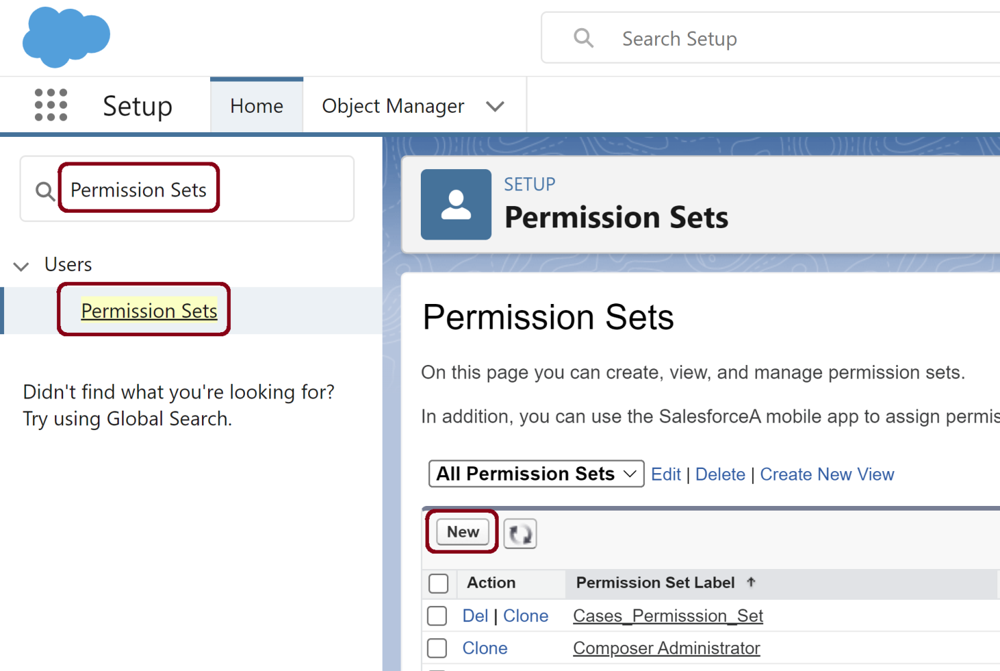 Search Setup
Setup
Home
Object Manager
Permission Sets
Users
Permission Sets
Didn't find what you're looking for?
Try using Global Search.
SETUP
Permission Sets
Permission Sets
On this page you can create, view, and manage permission sets.
In addition, you can use the SalesforceA mobile app to assign permis
All Permission Sets Edit | Delete | Create New View
New
Action Permission Set Label ↑
Del | Clone Cases_Permisssion_Set
Clone Composer Administrator